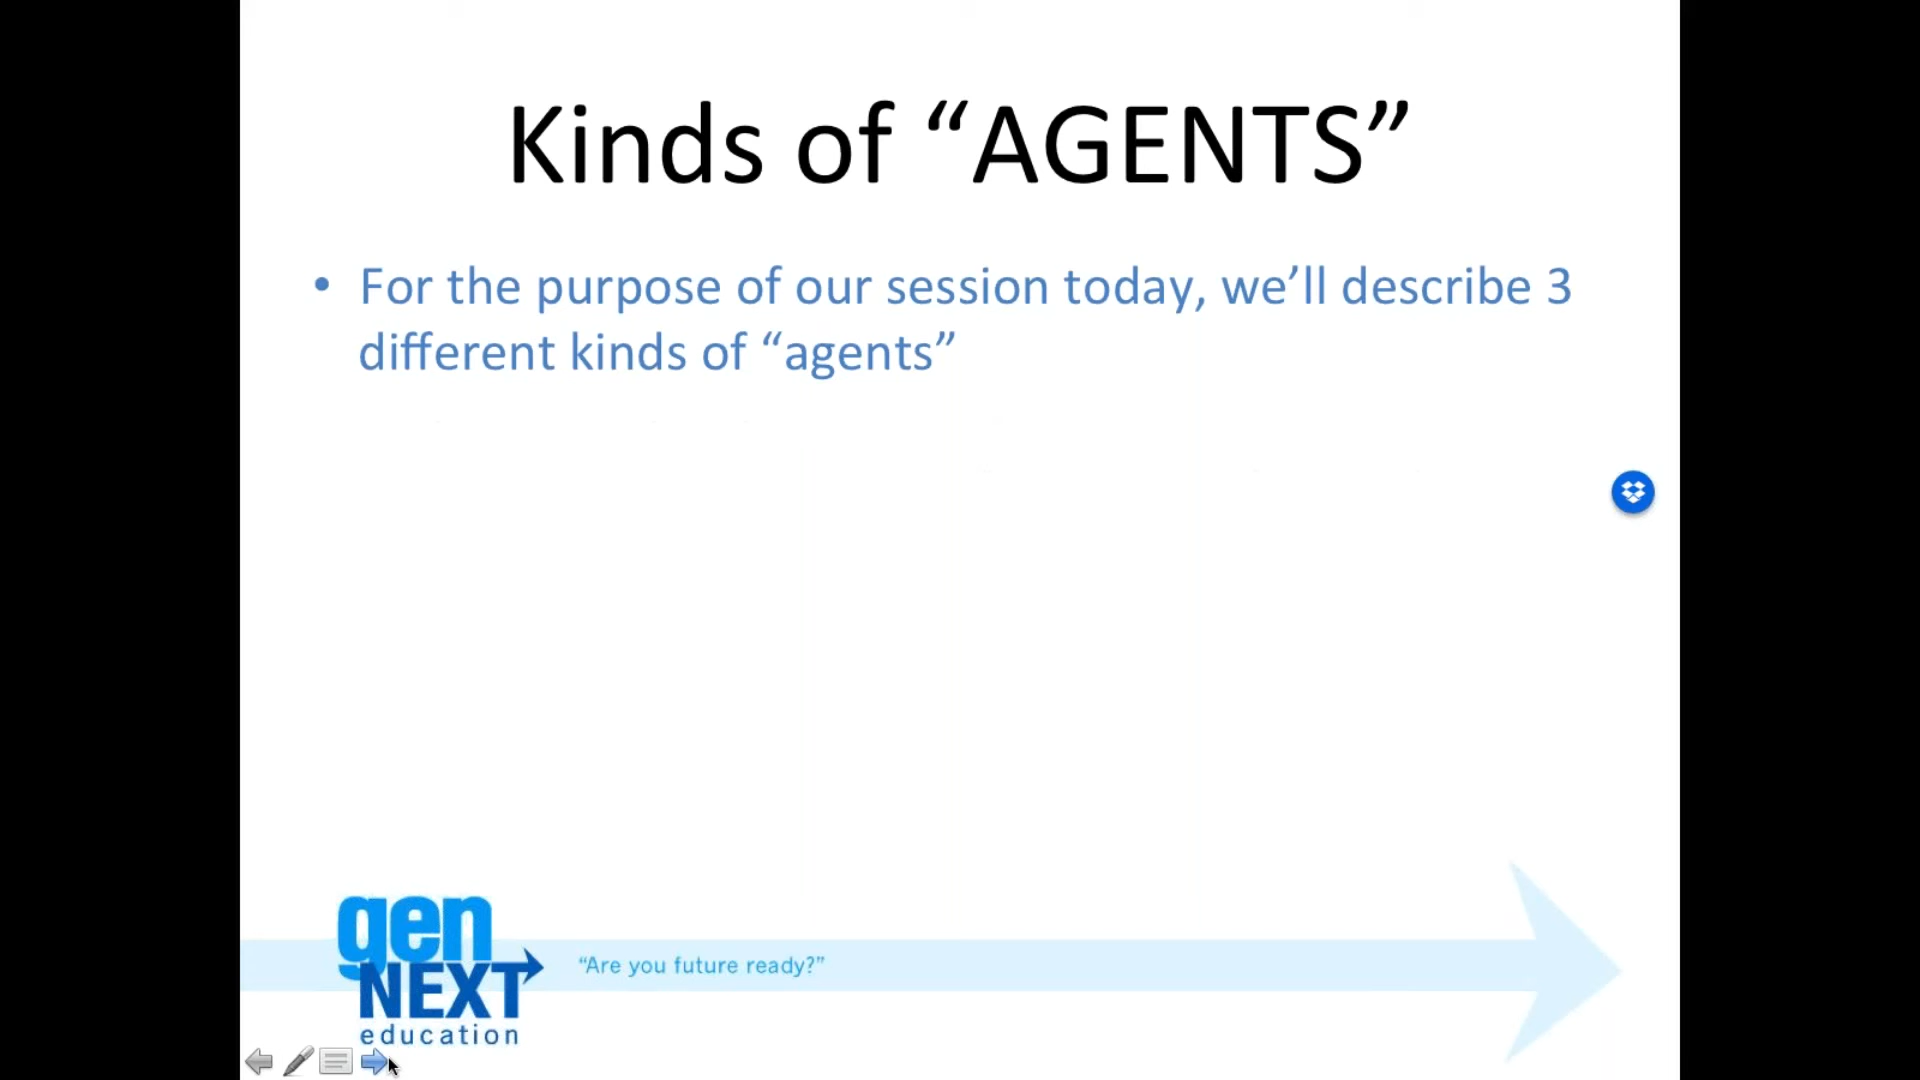 Kinds of “AGENTS”
• For the purpose of our session today, we’ll describe 3
different kinds of “agents”
gen
NEXT
education
“Are you future ready?”